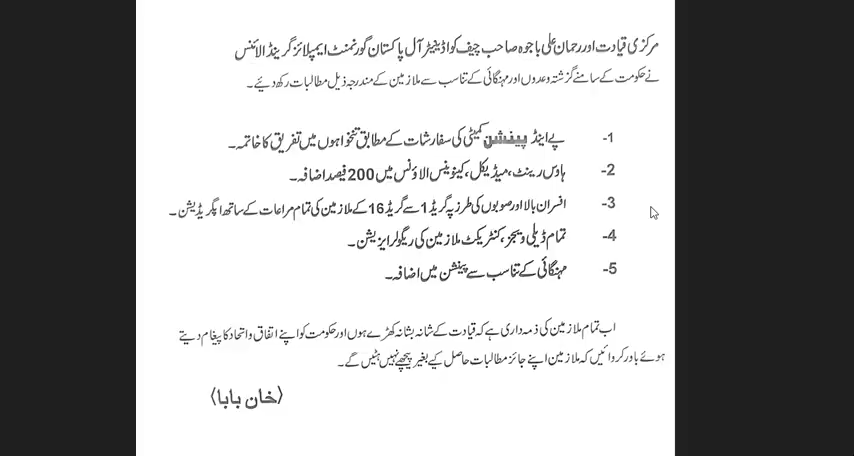 مرکزی قیادت اور رحمان علی باجوہ صاحب چیف کواڈینیٹر آل پاکستان گورنمنٹ ایمپلائز گرینڈ الائنس
نے حکومت کے سامنے گزشتہ وعدوں اور مہنگائی کے تناسب سے ملازمین کے مندرجہ ذیل مطالبات رکھ دئیے۔
1- پے اینڈ پینشن کمیٹی کی سفارشات کے مطابق تنخواہوں میں تفریق کا خاتمہ۔
2- ہاؤس رینٹ، میڈیکل، کینوینس الاؤنس میں 200 فیصد اضافہ۔
3- افسران بالا اور صوبوں کی طرز پہ گریڈ 1 سے گریڈ 16 کے ملازمین کی تمام مراعات کے ساتھ اپگریڈیشن۔
4- تمام ڈیلی ویجز، کنٹریکٹ ملازمین کی ریگولرایزیشن۔
5- مہنگائی کے تناسب سے پینشن میں اضافہ۔
اب تمام ملازمین کی ذمہ داری ہے کہ قیادت کے شانہ بشانہ کھڑے ہوں اور حکومت کو اپنے اتفاق و اتحاد کا پیغام دیتے
ہوئے باور کروائیں کہ ملازمین اپنے جائز مطالبات حاصل کیے بغیر پیچھے نہیں ہٹیں گے۔
(خان بابا)